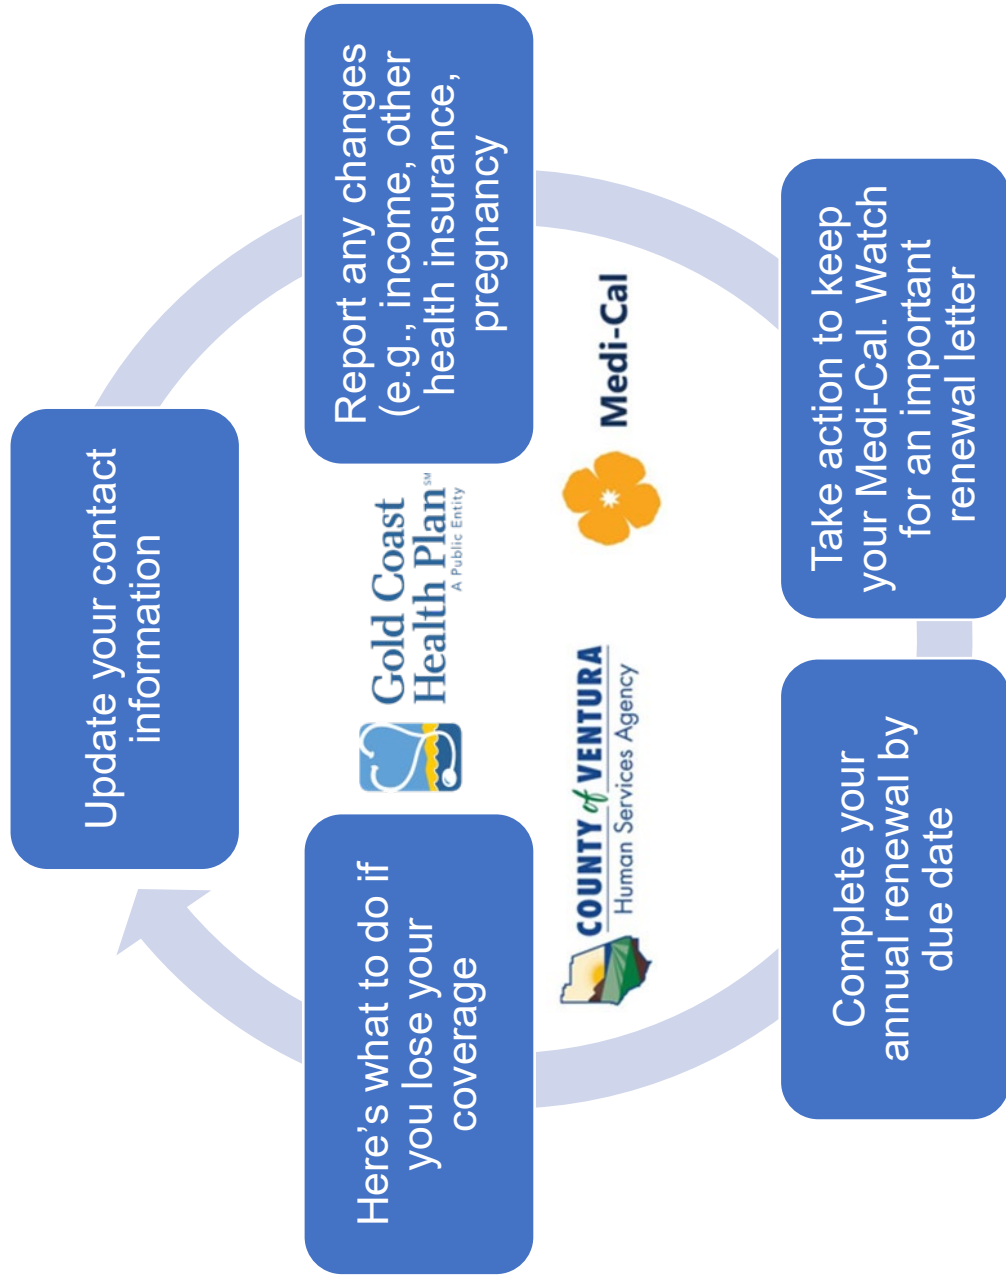 Update your contact
information
Report any changes
(e.g., income, other
health insurance,
pregnancy
Take action to keep
your Medi-Cal. Watch
for an important
renewal letter
Complete your
annual renewal by
due date
Here’s what to do if
you lose your
coverage
Gold Coast
Health Plan℠
A Public Entity
COUNTY of VENTURA
Human Services Agency
Medi-Cal